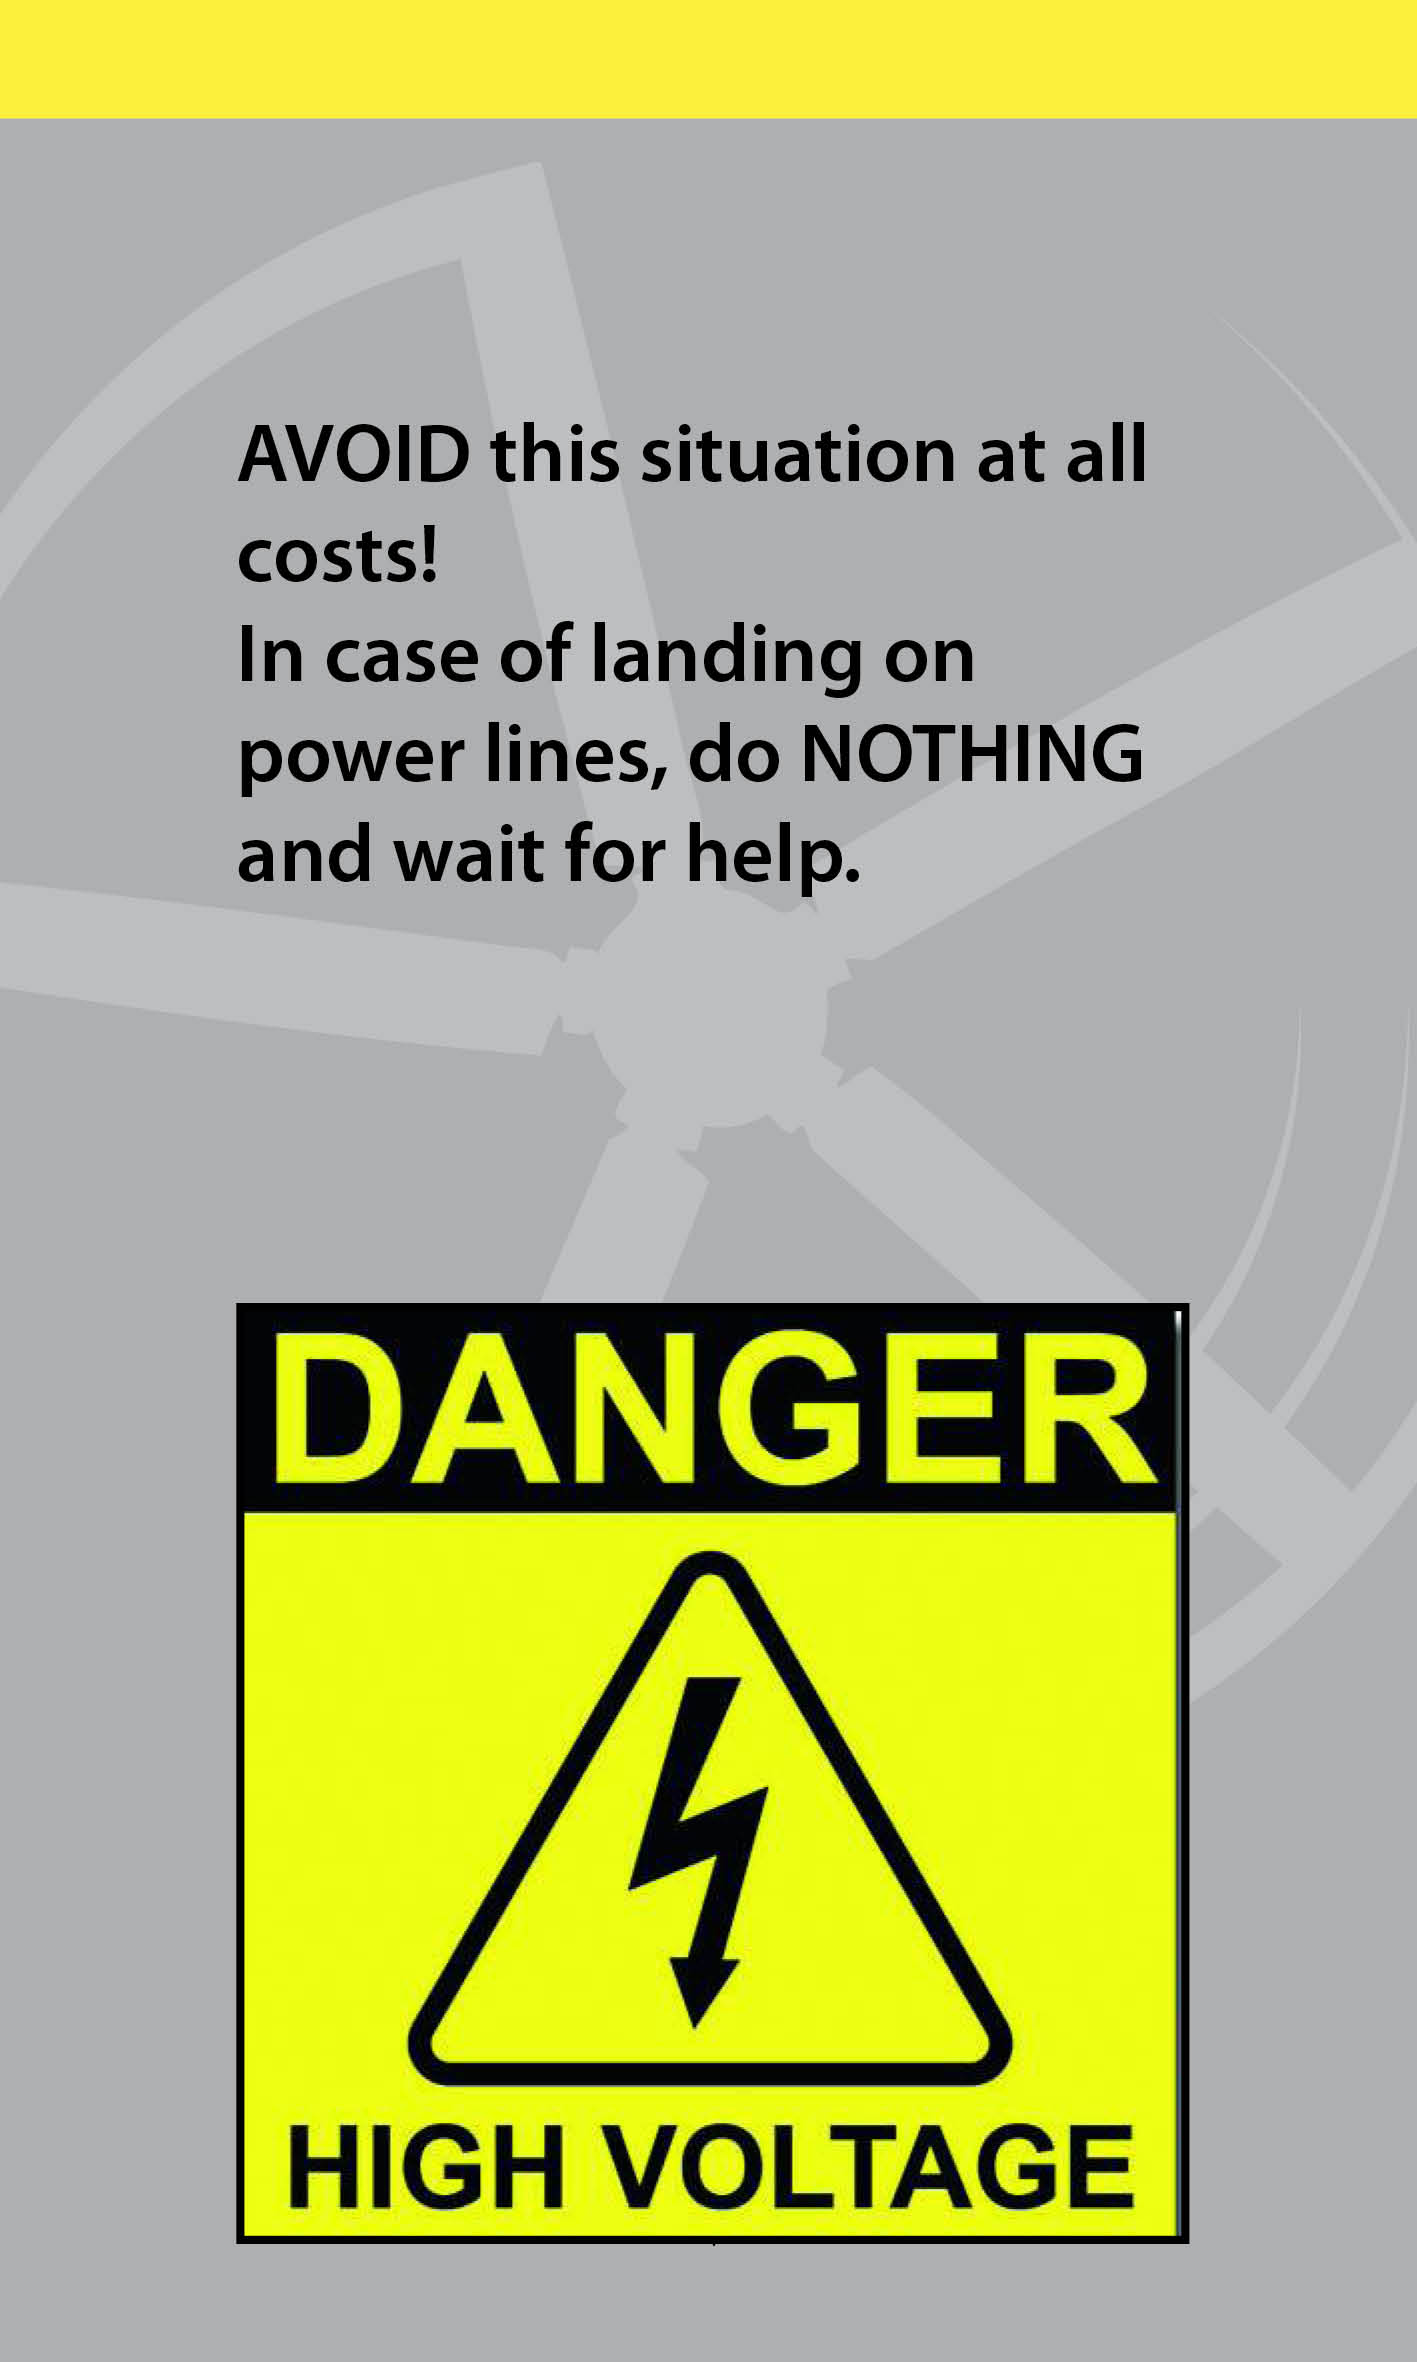 AVOID this situation at all
costs!
In case of landing on
power lines, do NOTHING
and wait for help.
DANGER
HIGH VOLTAGE